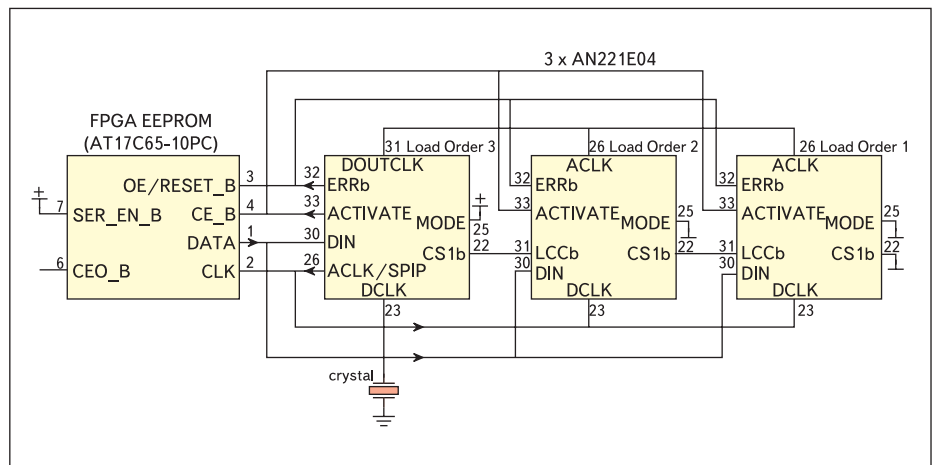 3 x AN221E04
FPGA EEPROM
(AT17C65-10PC)
OE/RESET_B
3
+
7
SER_EN_B
CE_B
4
DATA
1
6
CEO_B
CLK
2
31 Load Order 3
DOUTCLK
32
ERRb
33
ACTIVATE
+
MODE
25
30
DIN
22
CS1b
26
ACLK/SPIP
DCLK
23
crystal
26 Load Order 2
ACLK
32
ERRb
33
ACTIVATE
25
MODE
31
LCCb
CS1b
22
30
DIN
DCLK
23
26 Load Order 1
ACLK
32
ERRb
33
ACTIVATE
25
MODE
31
LCCb
CS1b
22
30
DIN
DCLK
23